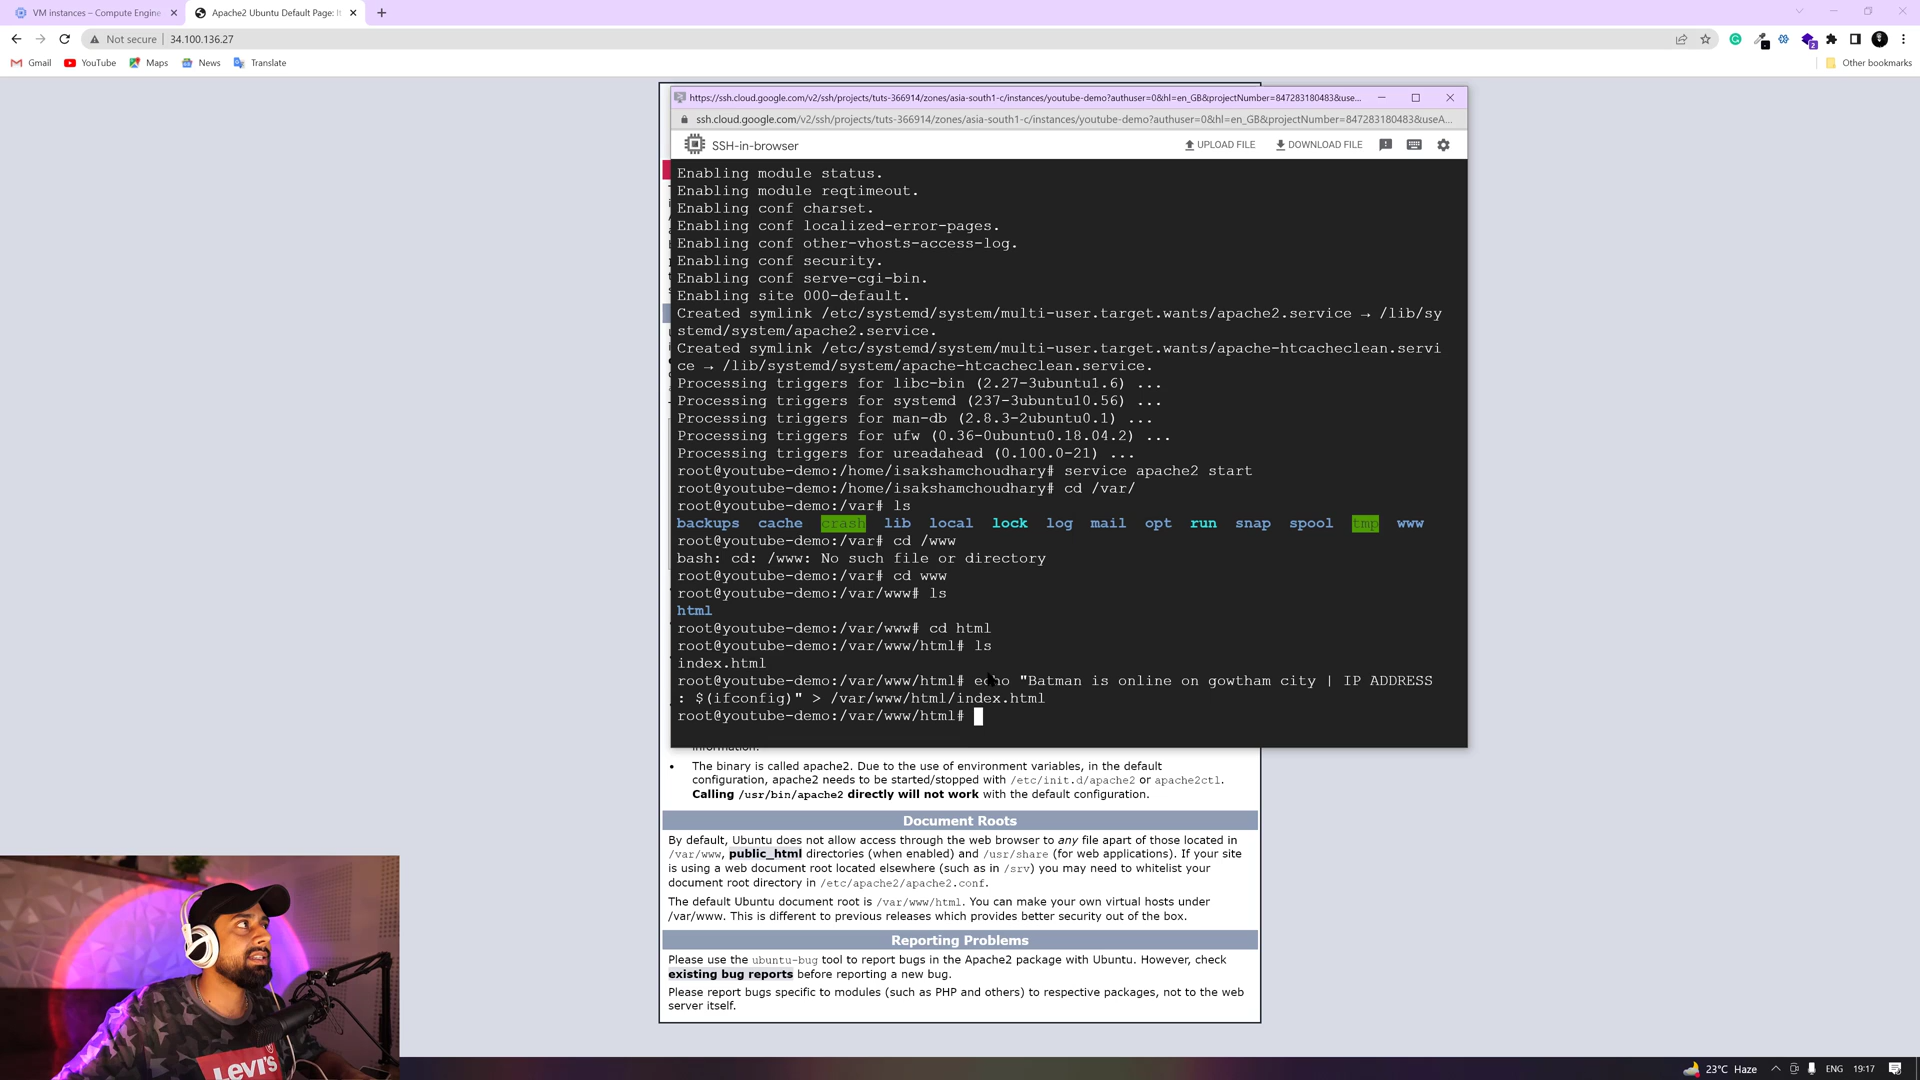 VM instances – Compute Engine
Apache2 Ubuntu Default Page: It
Not secure
34.100.136.27
Gmail
YouTube
Maps
News
Translate
Other bookmarks
https://ssh.cloud.google.com/v2/ssh/projects/tuts-366914/zones/asia-south1-c/instances/youtube-demo?authuser=0&hl=en_GB&projectNumber=847283180483&use...
ssh.cloud.google.com/v2/ssh/projects/tuts-366914/zones/asia-south1-c/instances/youtube-demo?authuser=0&hl=en_GB&projectNumber=847283180483&useA...
SSH-in-browser
UPLOAD FILE
DOWNLOAD FILE
Enabling module status.
Enabling module reqtimeout.
Enabling conf charset.
Enabling conf localized-error-pages.
Enabling conf other-vhosts-access-log.
Enabling conf security.
Enabling conf serve-cgi-bin.
Enabling site 000-default.
Created symlink /etc/systemd/system/multi-user.target.wants/apache2.service → /lib/sy
stemd/system/apache2.service.
Created symlink /etc/systemd/system/multi-user.target.wants/apache-htcacheclean.servi
ce → /lib/systemd/system/apache-htcacheclean.service.
Processing triggers for libc-bin (2.27-3ubuntu1.6) ...
Processing triggers for systemd (237-3ubuntu10.56) ...
Processing triggers for man-db (2.8.3-2ubuntu0.1) ...
Processing triggers for ufw (0.36-0ubuntu0.18.04.2) ...
Processing triggers for ureadahead (0.100.0-21) ...
root@youtube-demo:/home/isakshamchoudhary# service apache2 start
root@youtube-demo:/home/isakshamchoudhary# cd /var/
root@youtube-demo:/var# ls
backups cache crash lib local lock log mail opt run snap spool tmp www
root@youtube-demo:/var# cd /www
bash: cd: /www: No such file or directory
root@youtube-demo:/var# cd www
root@youtube-demo:/var/www# ls
html
root@youtube-demo:/var/www# cd html
root@youtube-demo:/var/www/html# ls
index.html
root@youtube-demo:/var/www/html# echo "Batman is online on gowtham city | IP ADDRESS
: $(ifconfig)" > /var/www/html/index.html
root@youtube-demo:/var/www/html#
information.
• The binary is called apache2. Due to the use of environment variables, in the default
configuration, apache2 needs to be started/stopped with /etc/init.d/apache2 or apache2ctl.
Calling /usr/bin/apache2 directly will not work with the default configuration.
Document Roots
By default, Ubuntu does not allow access through the web browser to any file apart of those located in
/var/www, public_html directories (when enabled) and /usr/share (for web applications). If your site
is using a web document root located elsewhere (such as in /srv) you may need to whitelist your
document root directory in /etc/apache2/apache2.conf.
The default Ubuntu document root is /var/www/html. You can make your own virtual hosts under
/var/www. This is different to previous releases which provides better security out of the box.
Reporting Problems
Please use the ubuntu-bug tool to report bugs in the Apache2 package with Ubuntu. However, check
existing bug reports before reporting a new bug.
Please report bugs specific to modules (such as PHP and others) to respective packages, not to the web
server itself.
LEVI'S
23°C Haze
ENG
19:17